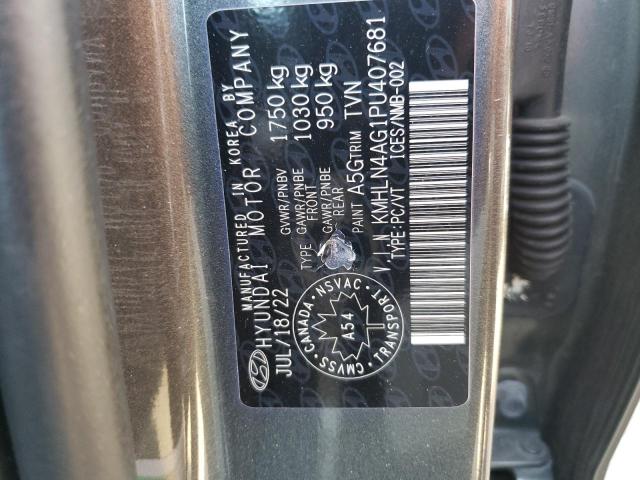 MANUFACTURED IN KOREA BY
HYUNDAI MOTOR COMPANY
JUL/18/22 GVWR/PNBV 1750 kg
TYPE GAWR/PNBE FRONT 1030 kg
GAWR/PNBE REAR 950 kg
PAINT A5G TRIM TVN
V.I.N KMHLN4AG1PU407681
TYPE:PC/VT ICES/NMB-002
CANADA NSVAC
A54
CMVSS TRANSPORT